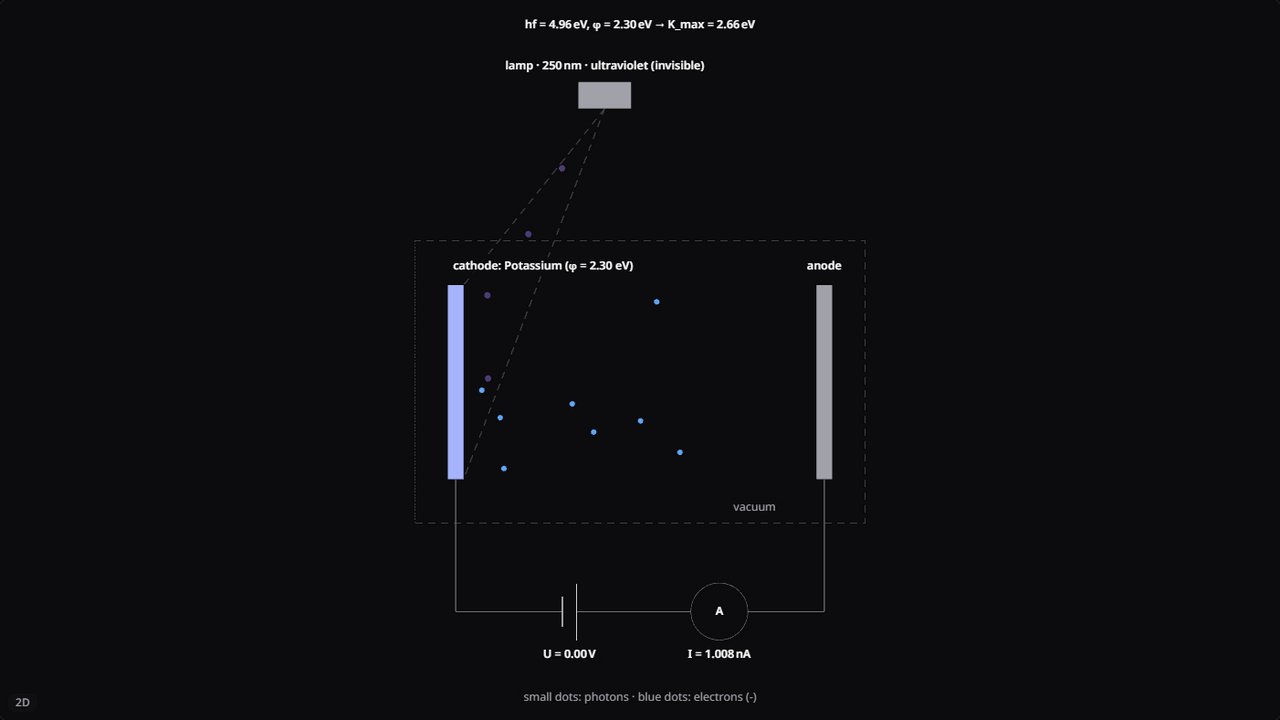 hf = 4.96 eV, φ = 2.30 eV → K_max = 2.66 eV
lamp · 250 nm · ultraviolet (invisible)
cathode: Potassium (φ = 2.30 eV)
anode
vacuum
A
U = 0.00 V
I = 1.008 nA
small dots: photons · blue dots: electrons (-)
2D